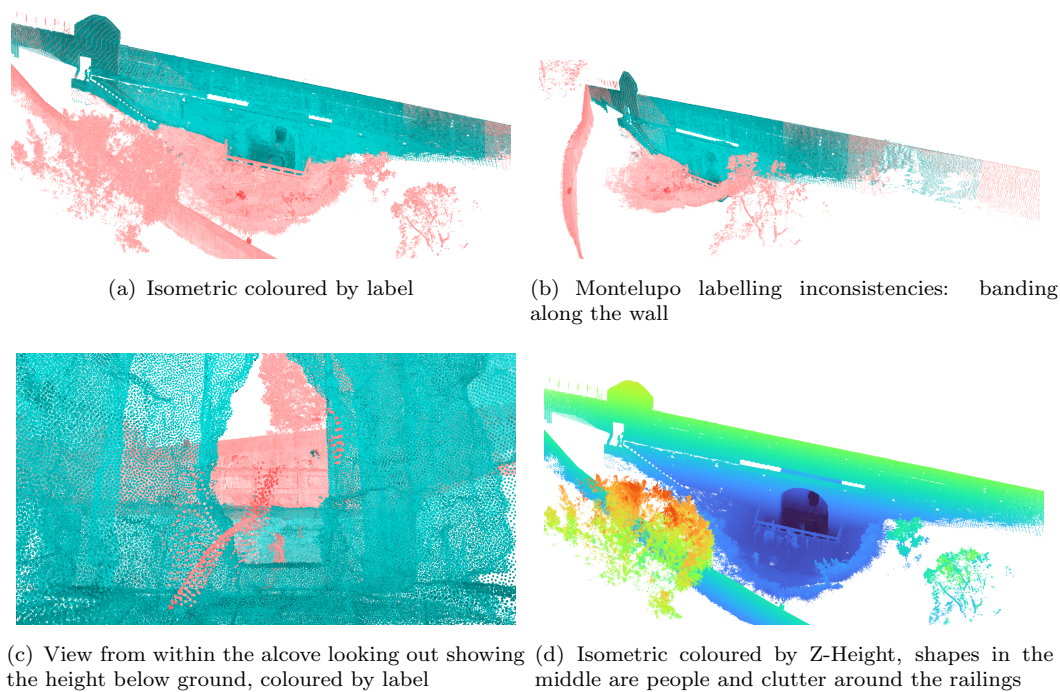 (a) Isometric coloured by label
(b) Montelupo labelling inconsistencies: banding
along the wall
(c) View from within the alcove looking out showing
the height below ground, coloured by label
(d) Isometric coloured by Z-Height, shapes in the
middle are people and clutter around the railings